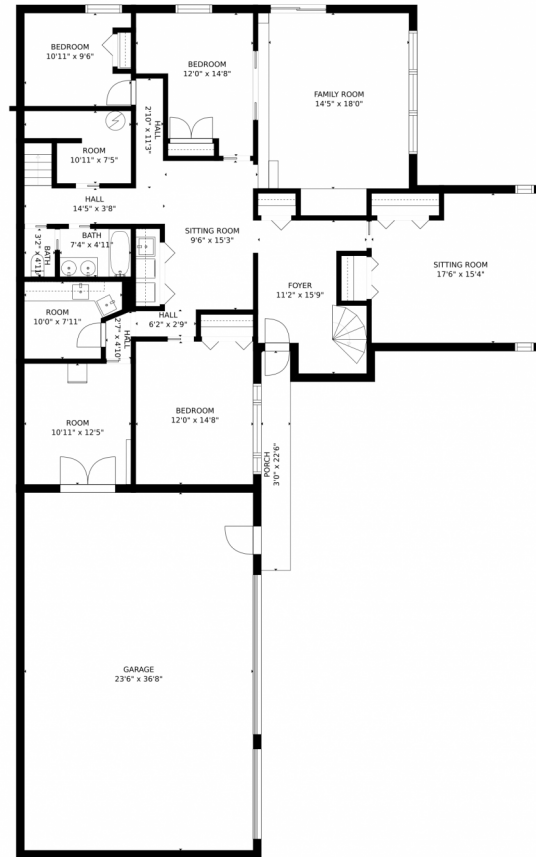 BEDROOM
10'11" x 9'6"
BEDROOM
12'0" x 14'8"
FAMILY ROOM
14'5" x 18'0"
HALL
2'10" x 11'3"
ROOM
10'11" x 7'5"
HALL
14'5" x 3'8"
SITTING ROOM
9'6" x 15'3"
BATH
7'4" x 4'11"
BATH
3'2" x 4'11"
SITTING ROOM
17'6" x 15'4"
FOYER
11'2" x 15'9"
ROOM
10'0" x 7'11"
HALL
6'2" x 2'9"
HALL
2'7" x 4'10"
BEDROOM
12'0" x 14'8"
ROOM
10'11" x 12'5"
PORCH
3'0" x 22'6"
GARAGE
23'6" x 36'8"